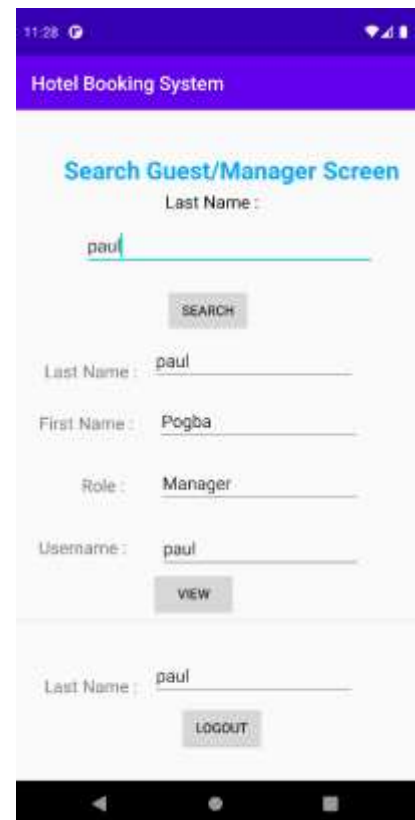 11:28
Hotel Booking System
Search Guest/Manager Screen
Last Name :
paul
SEARCH
Last Name : paul
First Name : Pogba
Role : Manager
Username : paul
VIEW
Last Name : paul
LOGOUT